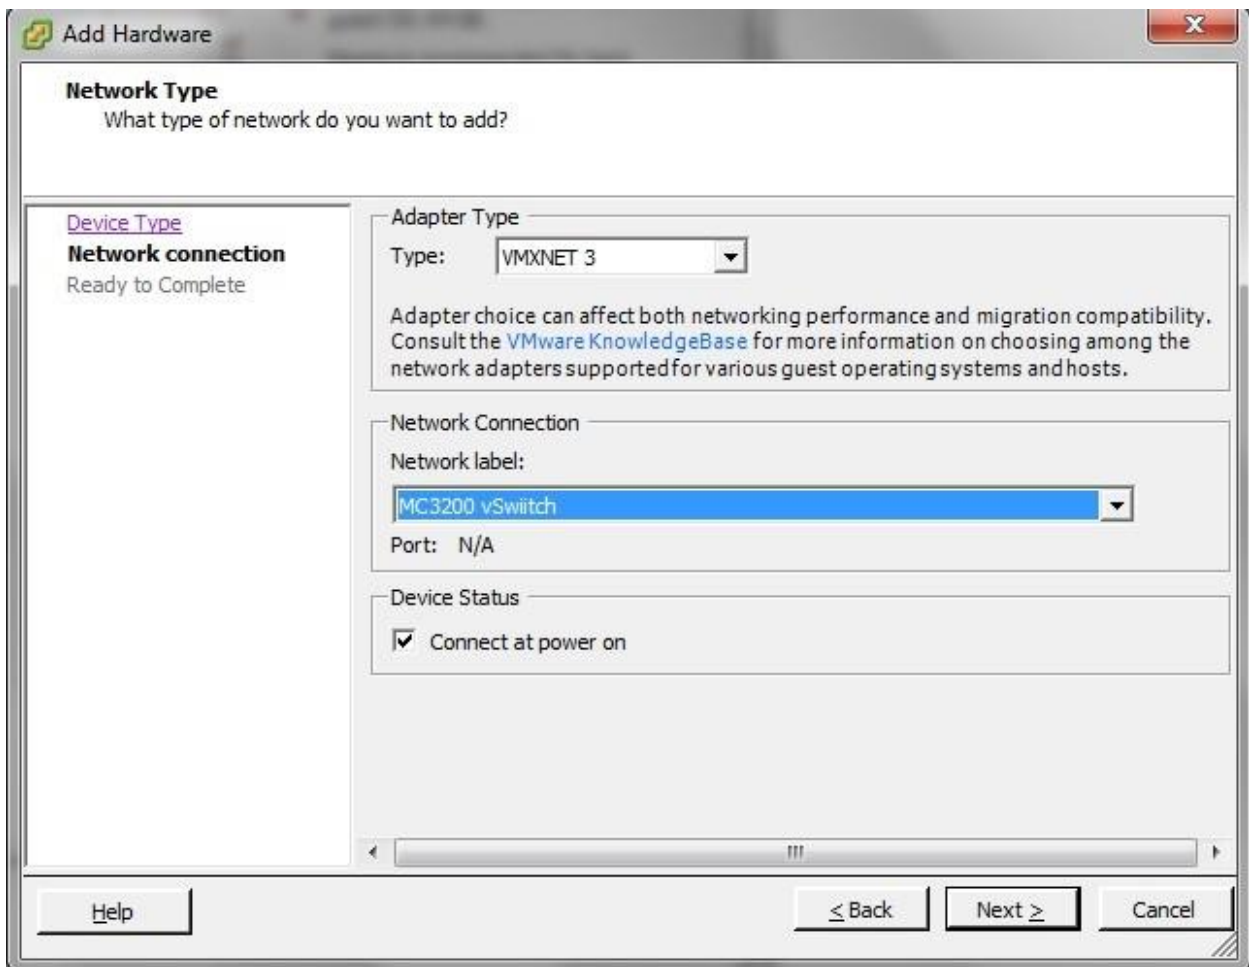 Add Hardware
Network Type
What type of network do you want to add?
Device Type
Network connection
Ready to Complete
Adapter Type
Type: VMXNET 3
Adapter choice can affect both networking performance and migration compatibility.
Consult the VMware KnowledgeBase for more information on choosing among the
network adapters supported for various guest operating systems and hosts.
Network Connection
Network label:
MC3200 vSwiitch
Port: N/A
Device Status
Connect at power on
Help
< Back
Next >
Cancel